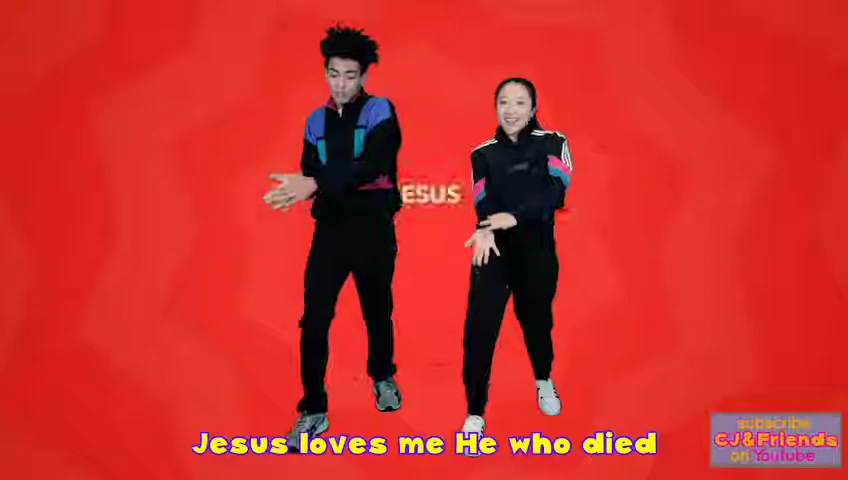 ESUS
Jesus loves me He who died
subscribe
CJ&Friends
on Youtube